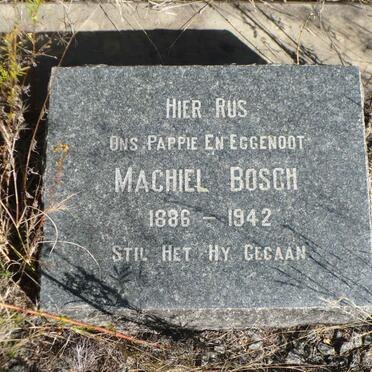 HIER RUS
ONS PAPPIE EN EGGENOOT
MACHIEL BOSCH
1886 - 1942
STIL HET HY GEGAAN